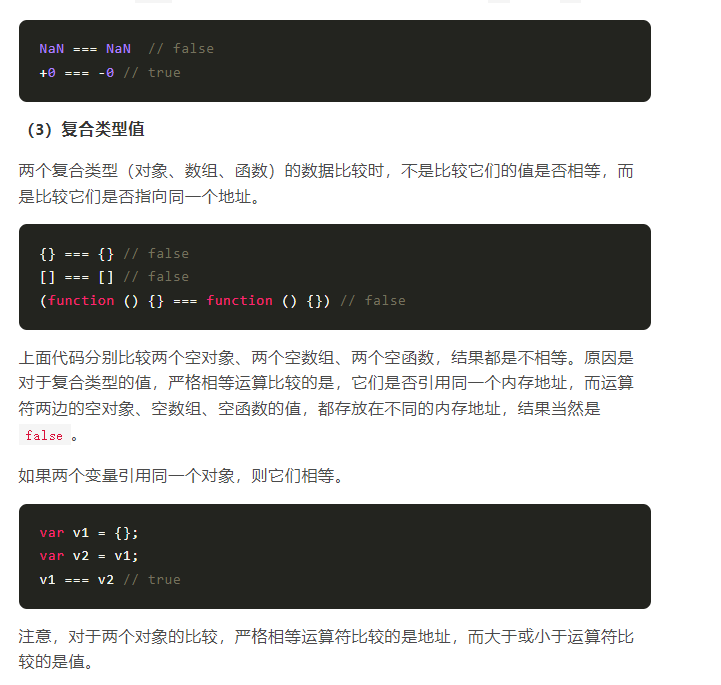 NaN === NaN  // false
+0 === -0 // true
（3）复合类型值
两个复合类型（对象、数组、函数）的数据比较时，不是比较它们的值是否相等，而
是比较它们是否指向同一个地址。
{} === {} // false
[] === [] // false
(function () {} === function () {}) // false
上面代码分别比较两个空对象、两个空数组、两个空函数，结果都是不相等。原因是
对于复合类型的值，严格相等运算比较的是，它们是否引用同一个内存地址，而运算
符两边的空对象、空数组、空函数的值，都存放在不同的内存地址，结果当然是
false 。
如果两个变量引用同一个对象，则它们相等。
var v1 = {};
var v2 = v1;
v1 === v2 // true
注意，对于两个对象的比较，严格相等运算符比较的是地址，而大于或小于运算符比
较的是值。